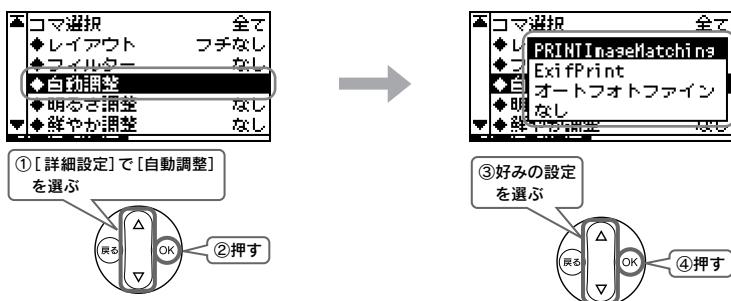 コマ選択 全て
◆レイアウト フチなし
◆フィルター なし
◆自動調整
◆明るさ調整 なし
◆鮮やか調整 なし
①[詳細設定]で[自動調整]
を選ぶ
戻る OK
②押す
コマ選択 全て
PRINTImageMatching
ExifPrint
オートフォトファイン
なし
③好みの設定
を選ぶ
戻る OK
④押す